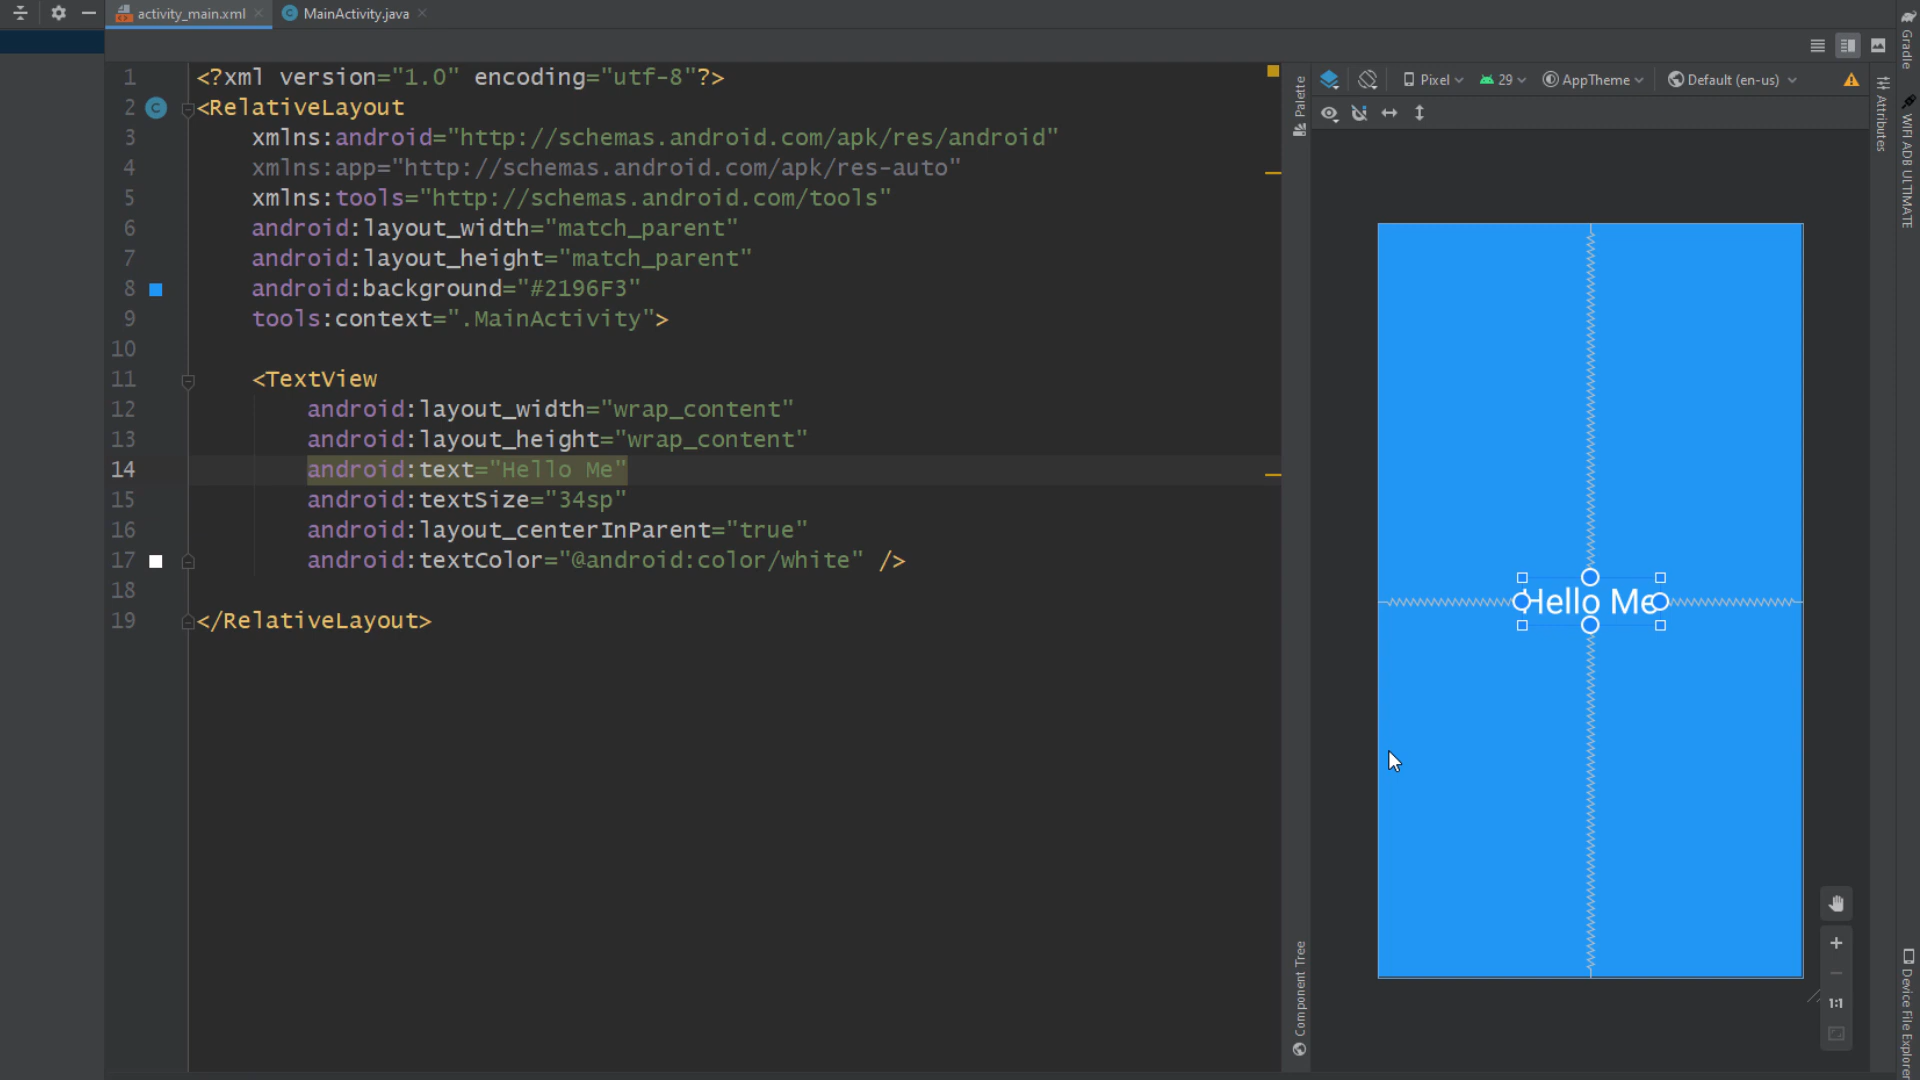 activity_main.xml
MainActivity.java
Gradle
1 <?xml version="1.0" encoding="utf-8"?>
2 <RelativeLayout
3 xmlns:android="http://schemas.android.com/apk/res/android"
4 xmlns:app="http://schemas.android.com/apk/res-auto"
5 xmlns:tools="http://schemas.android.com/tools"
6 android:layout_width="match_parent"
7 android:layout_height="match_parent"
8 android:background="#2196F3"
9 tools:context=".MainActivity">
10
11 <TextView
12 android:layout_width="wrap_content"
13 android:layout_height="wrap_content"
14 android:text="Hello Me"
15 android:textSize="34sp"
16 android:layout_centerInParent="true"
17 android:textColor="@android:color/white" />
18
19 </RelativeLayout>
Palette
Pixel
29
AppTheme
Default (en-us)
Attributes
WIFI ADB ULTIMATE
Hello Me
Component Tree
1:1
Device File Explorer